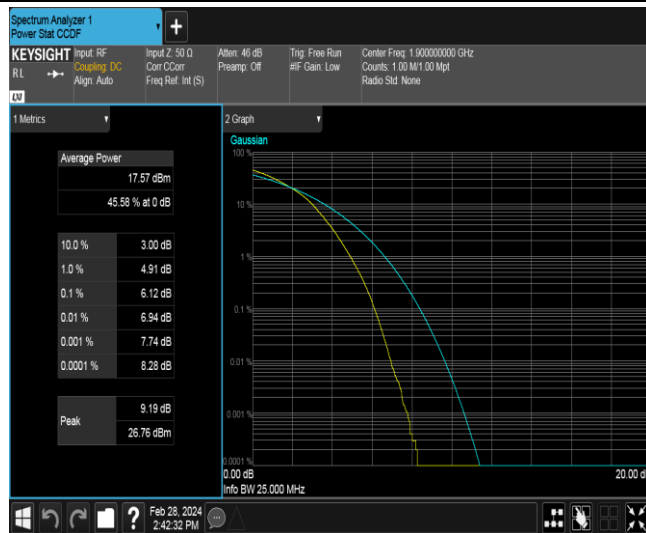 Spectrum Analyzer 1
Power Stat CCDF
+
KEYSIGHT
RL
Input: RF
Coupling: DC
Align: Auto
Input Z: 50 Ω
Corr CCorr
Freq Ref: Int (S)
Atten: 46 dB
Preamp: Off
Trig: Free Run
#IF Gain: Low
Center Freq: 1.900000000 GHz
Counts: 1.00 M/1.00 Mpt
Radio Std: None
1 Metrics
Average Power
17.57 dBm
45.58 % at 0 dB
10.0 % 3.00 dB
1.0 % 4.91 dB
0.1 % 6.12 dB
0.01 % 6.94 dB
0.001 % 7.74 dB
0.0001 % 8.28 dB
Peak
9.19 dB
26.76 dBm
2 Graph
Gaussian
100 %
10 %
1 %
0.1 %
0.01 %
0.001 %
0.0001 %
0.00 dB
20.00 d
Info BW 25.000 MHz
?
Feb 28, 2024
2:42:32 PM